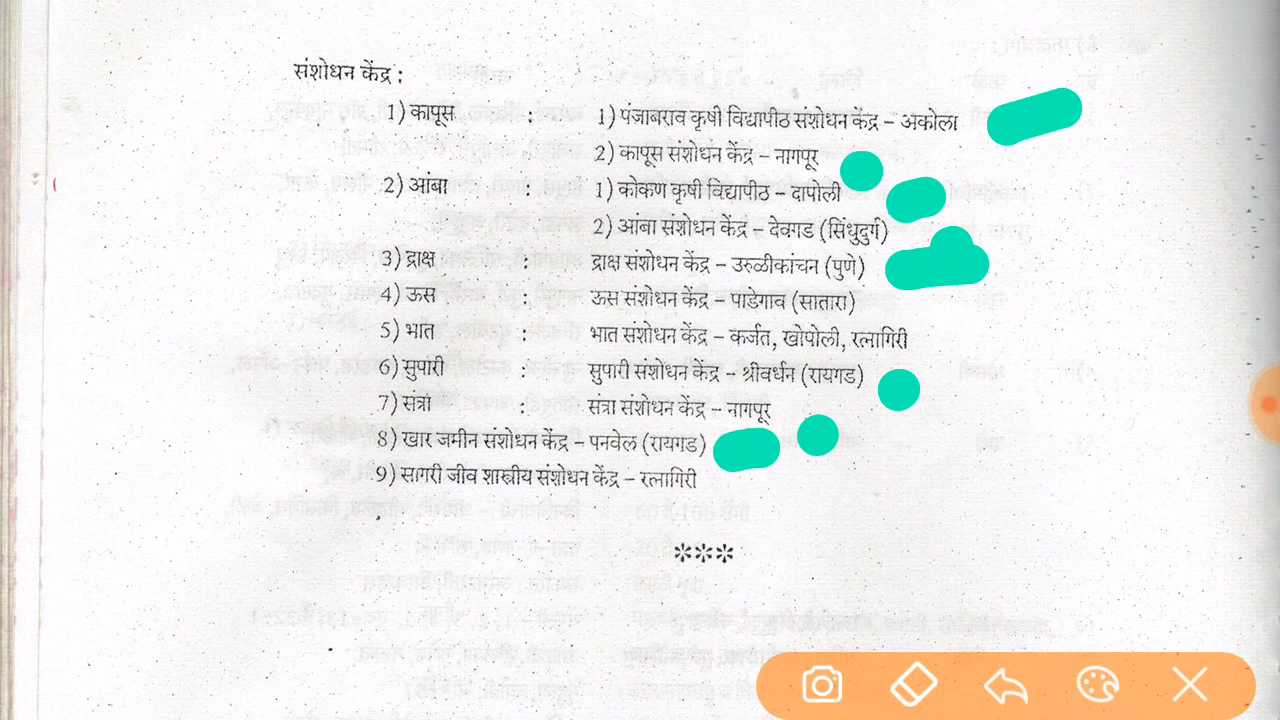 संशोधन केंद्र :
1) कापूस : 1) पंजाबराव कृषी विद्यापीठ संशोधन केंद्र – अकोला
2) कापूस संशोधन केंद्र – नागपूर
2) आंबा : 1) कोकण कृषी विद्यापीठ – दापोली
2) आंबा संशोधन केंद्र – देवगड (सिंधुदुर्ग)
3) द्राक्ष : द्राक्ष संशोधन केंद्र – उरुळीकांचन (पुणे)
4) ऊस : ऊस संशोधन केंद्र – पाडेगाव (सातारा)
5) भात : भात संशोधन केंद्र – कर्जत, खोपोली, रत्नागिरी
6) सुपारी : सुपारी संशोधन केंद्र – श्रीवर्धन (रायगड)
7) संत्रा : संत्रा संशोधन केंद्र – नागपूर
8) खार जमीन संशोधन केंद्र – पनवेल (रायगड)
9) सागरी जीव शास्त्रीय संशोधन केंद्र – रत्नागिरी
***